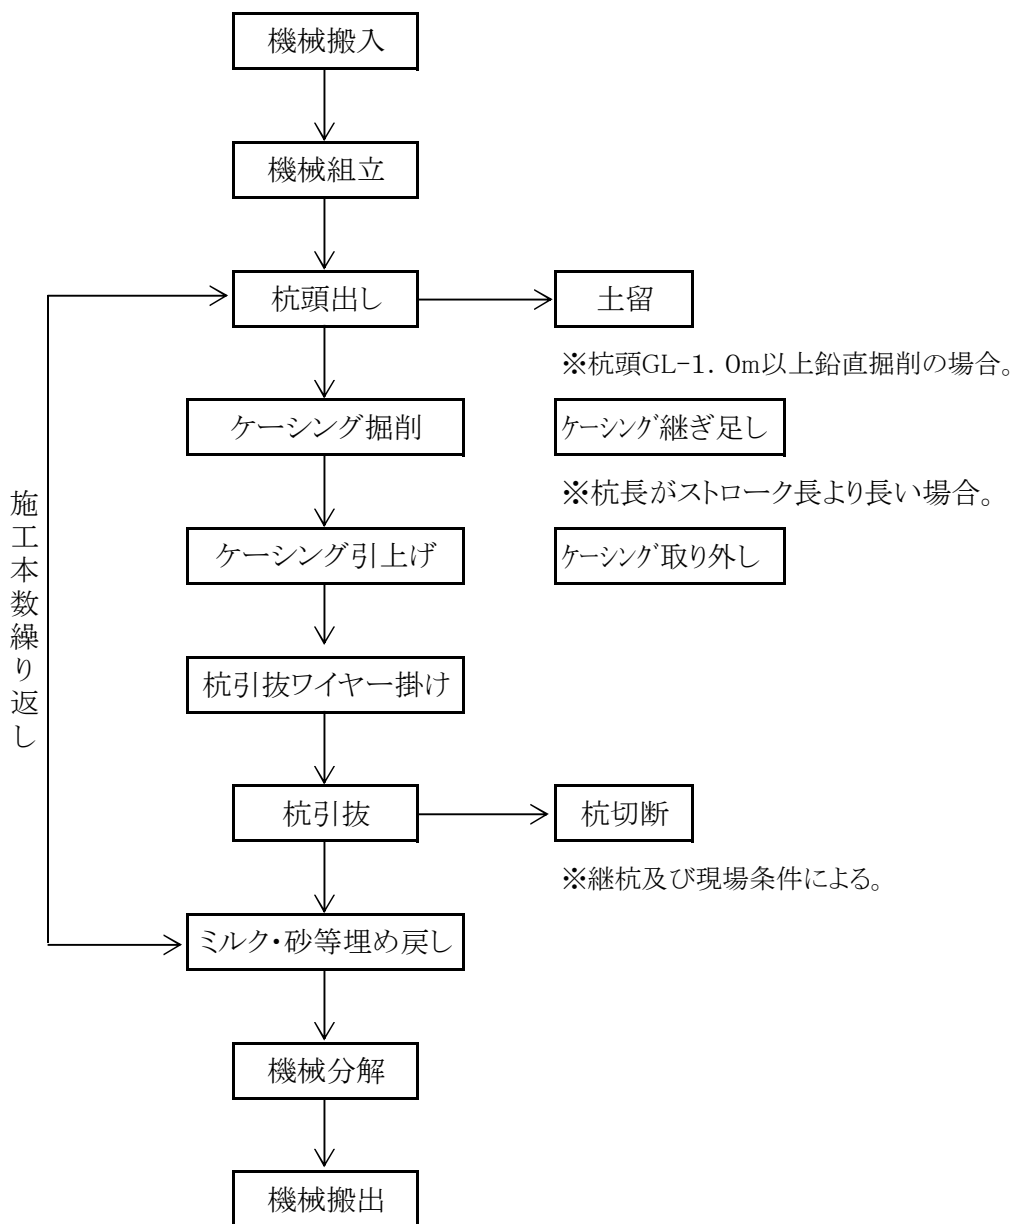 機械搬入
機械組立
杭頭出し
土留
※杭頭GL-1．0m以上鉛直掘削の場合。
ケーシング掘削
ｹｰｼﾝｸﾞ継ぎ足し
※杭長がストローク長より長い場合。
ケーシング引上げ
ｹｰｼﾝｸﾞ取り外し
施工本数繰り返し
杭引抜ワイヤー掛け
杭引抜
杭切断
※継杭及び現場条件による。
ミルク・砂等埋め戻し
機械分解
機械搬出